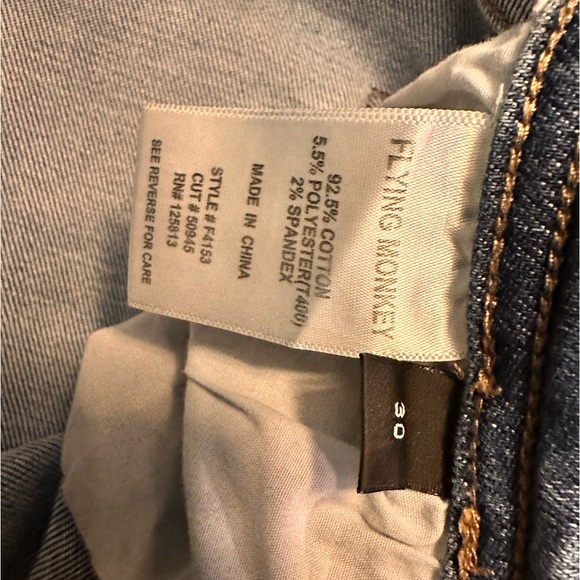 FLYING MONKEY
92.5% COTTON
5.5% POLYESTER(T400)
2% SPANDEX
MADE IN CHINA
STYLE # F4153
CUT # 50945
RN# 125813
SEE REVERSE FOR CARE
30